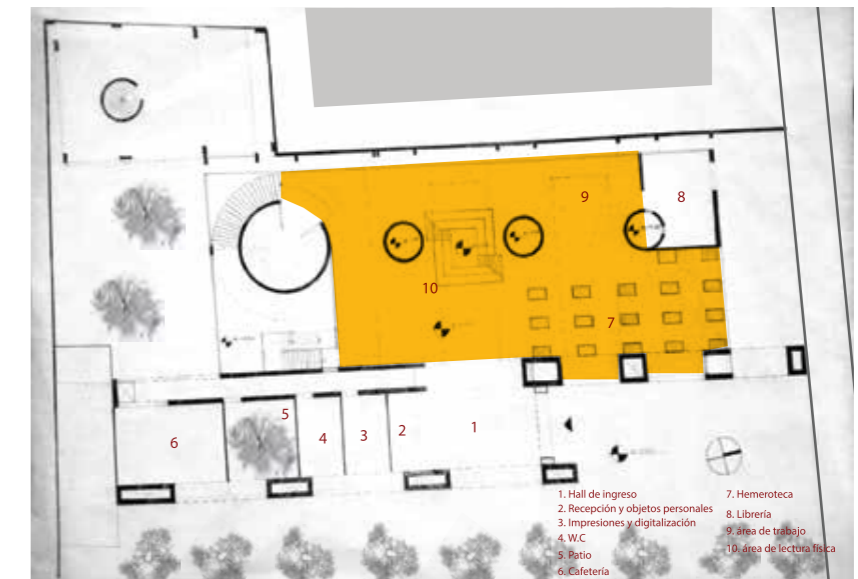 9
8
10
7
5
6
4
3
2
1
1. Hall de ingreso
2. Recepción y objetos personales
3. Impresiones y digitalización
4. W.C
5. Patio
6. Cafetería
7. Hemeroteca
8. Librería
9. área de trabajo
10. área de lectura física